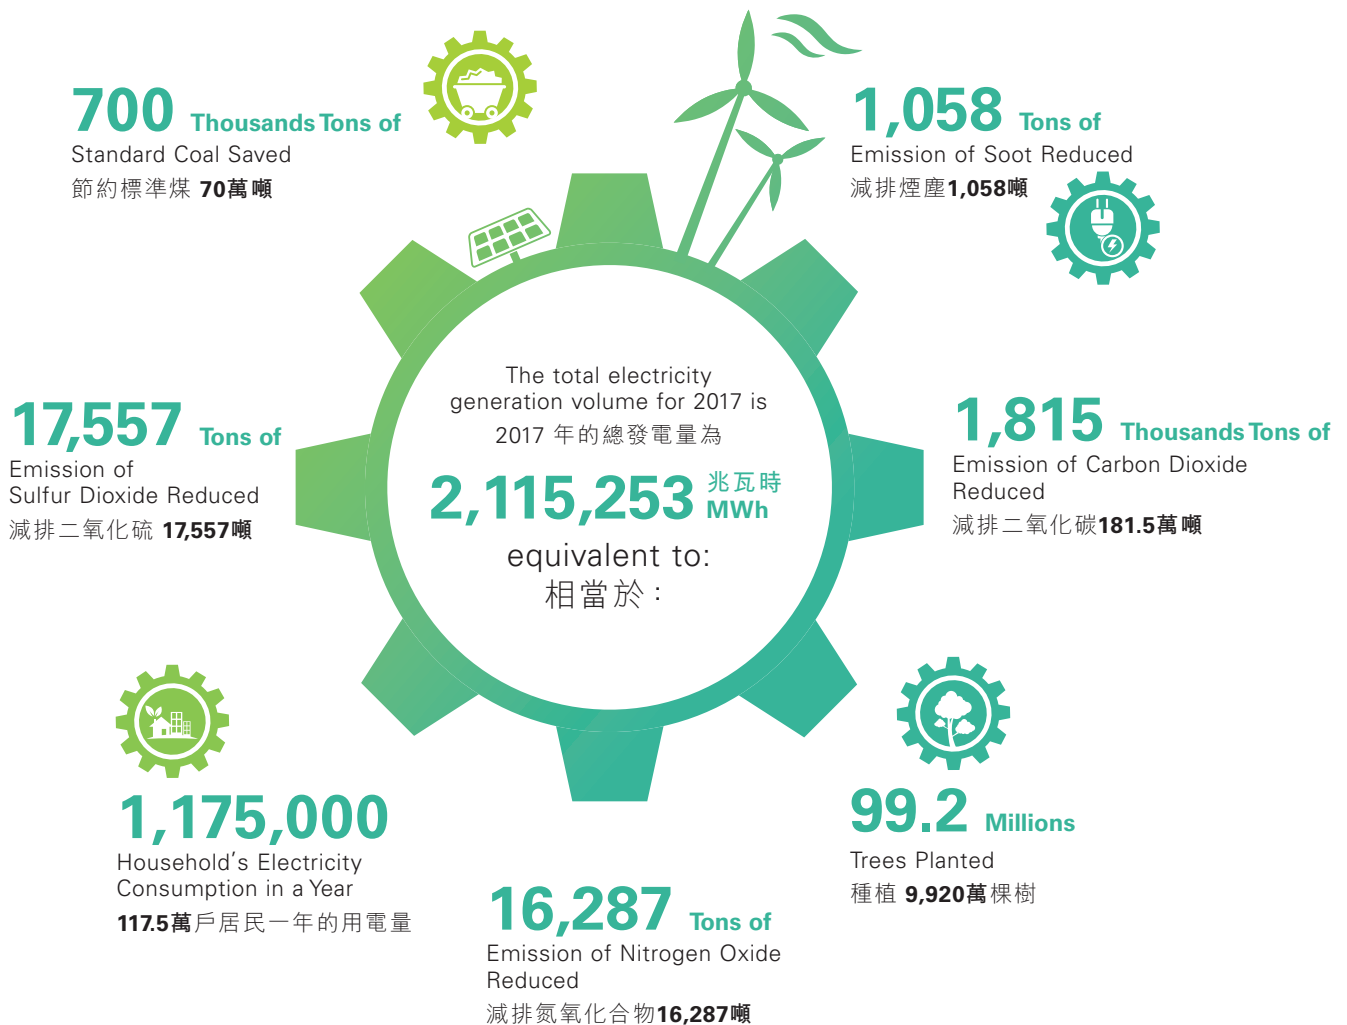 700 Thousands Tons of
Standard Coal Saved
節約標準煤 70萬噸
1,058 Tons of
Emission of Soot Reduced
減排煙塵1,058噸
The total electricity
generation volume for 2017 is
2017 年的總發電量為
2,115,253 兆瓦時
MWh
equivalent to:
相當於：
17,557 Tons of
Emission of
Sulfur Dioxide Reduced
減排二氧化硫 17,557噸
1,815 Thousands Tons of
Emission of Carbon Dioxide
Reduced
減排二氧化碳181.5萬噸
1,175,000
Household's Electricity
Consumption in a Year
117.5萬戶居民一年的用電量
16,287 Tons of
Emission of Nitrogen Oxide
Reduced
減排氮氧化合物16,287噸
99.2 Millions
Trees Planted
種植 9,920萬棵樹